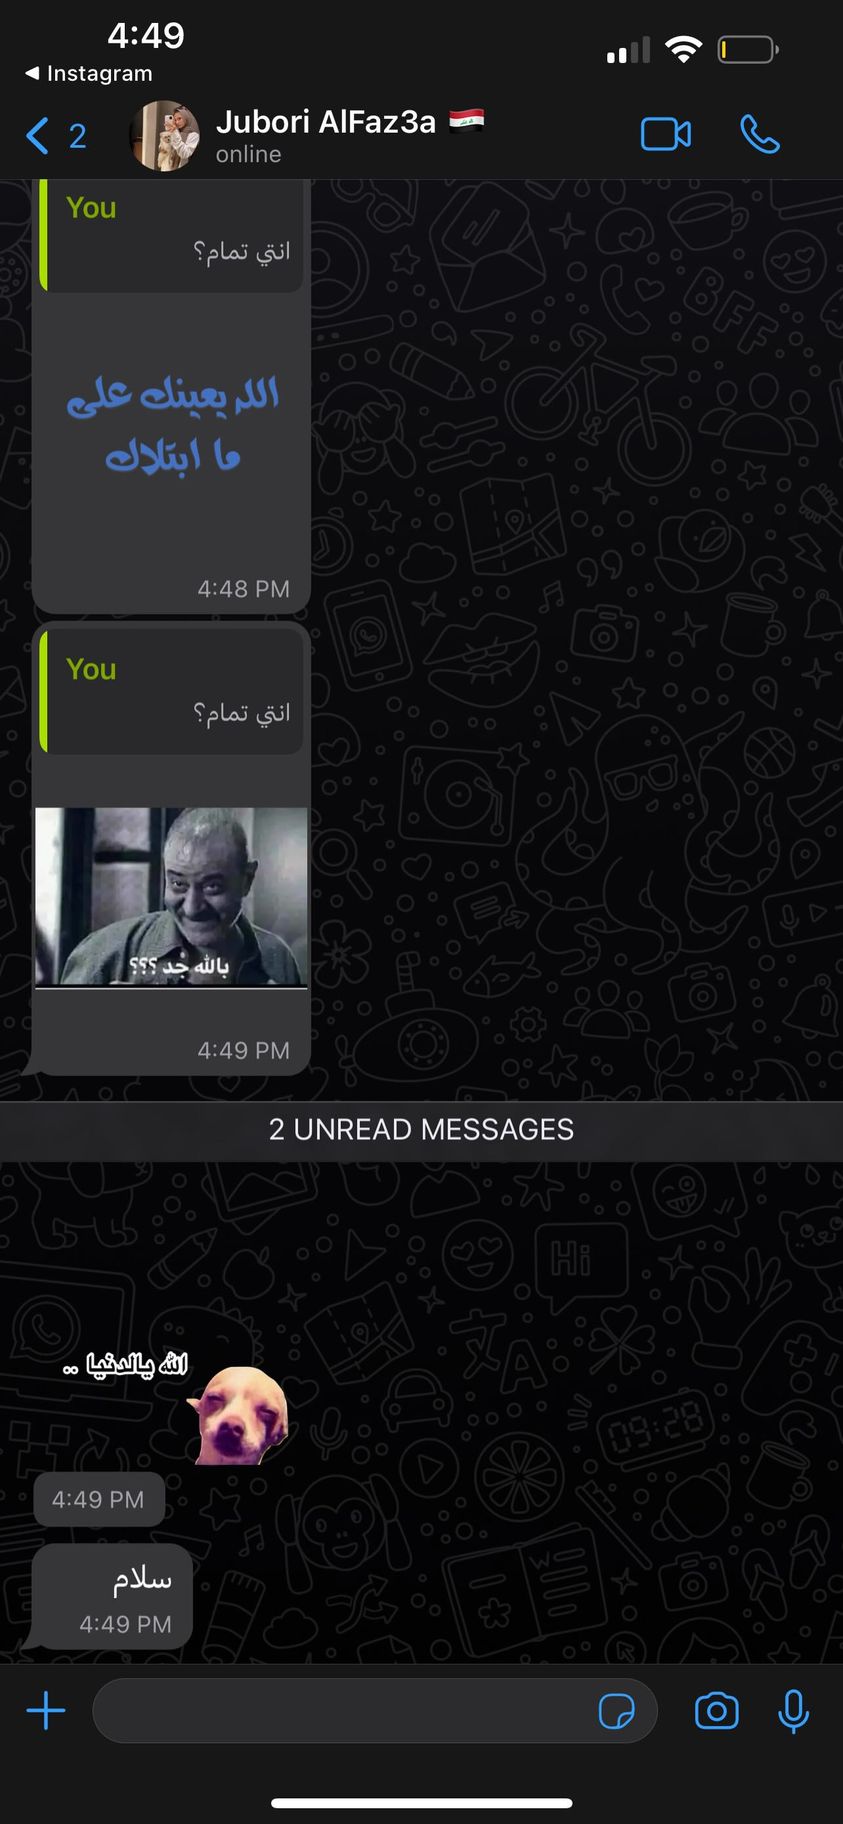 4:49
◀ Instagram
2
Jubori AlFaz3a 🇮🇶
online
You
انتي تمام؟
الله يعينك على
ما ابتلاك
4:48 PM
You
انتي تمام؟
بالله جد ؟؟؟
4:49 PM
2 UNREAD MESSAGES
الله يالدنيا ..
4:49 PM
سلام
4:49 PM